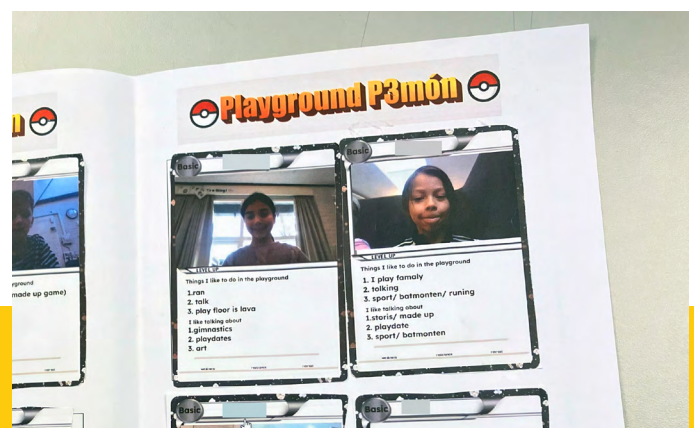 n
Playground P3món
Basic
LEVEL UP
Things I like to do in the playground
1.ran
2. talk
3. play floor is lava
I like talking about
1.gimnastics
2. playdates
3. art
Basic
LEVEL UP
Things I like to do in the playground
1. I play famaly
2. tolking
3. sport/ batmonten/ runing
I like talking about
1.storis/ made up
2. playdate
3. sport/ batmonten
yground
made up game)
Basic
Basic